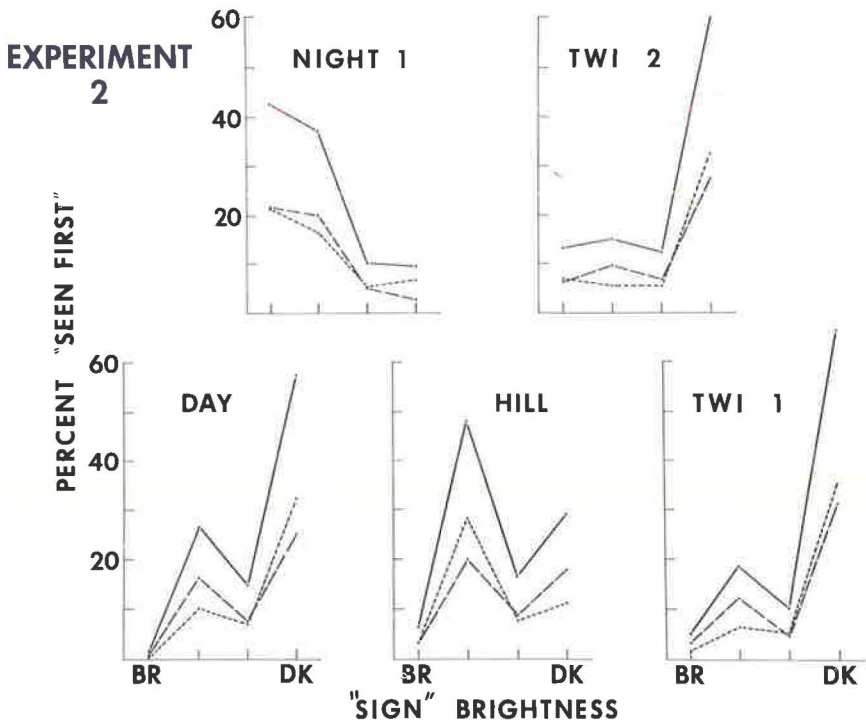 EXPERIMENT
2
NIGHT 1
TWI 2
60
40
20
PERCENT "SEEN FIRST"
DAY
HILL
TWI 1
60
40
20
BR
DK
BR
DK
BR
DK
"SIGN" BRIGHTNESS